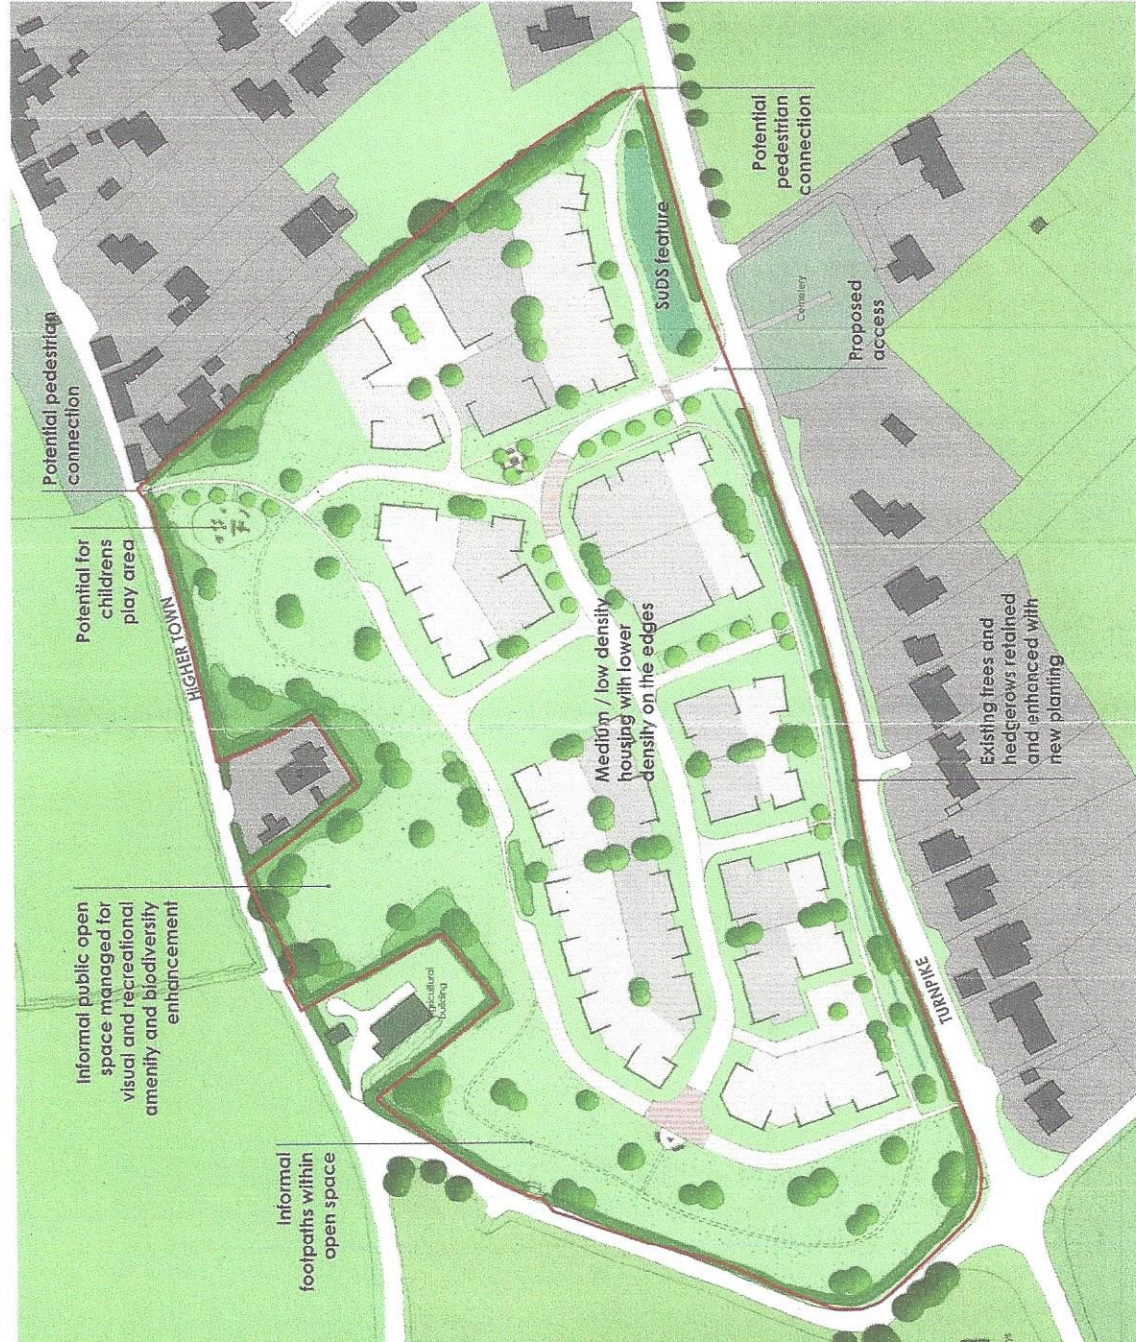 Potential pedestrian
connection
Potential for
childrens
play area
HIGHER TOWN
Informal public open
space managed for
visual and recreational
amenity and biodiversity
enhancement
Informal
footpaths within
open space
agricultural
building
Medium / low density
housing with lower
density on the edges
SuDS feature
Potential
pedestrian
connection
Cemetery
Proposed
access
Existing trees and
hedgerows retained
and enhanced with
new planting
TURNPIKE